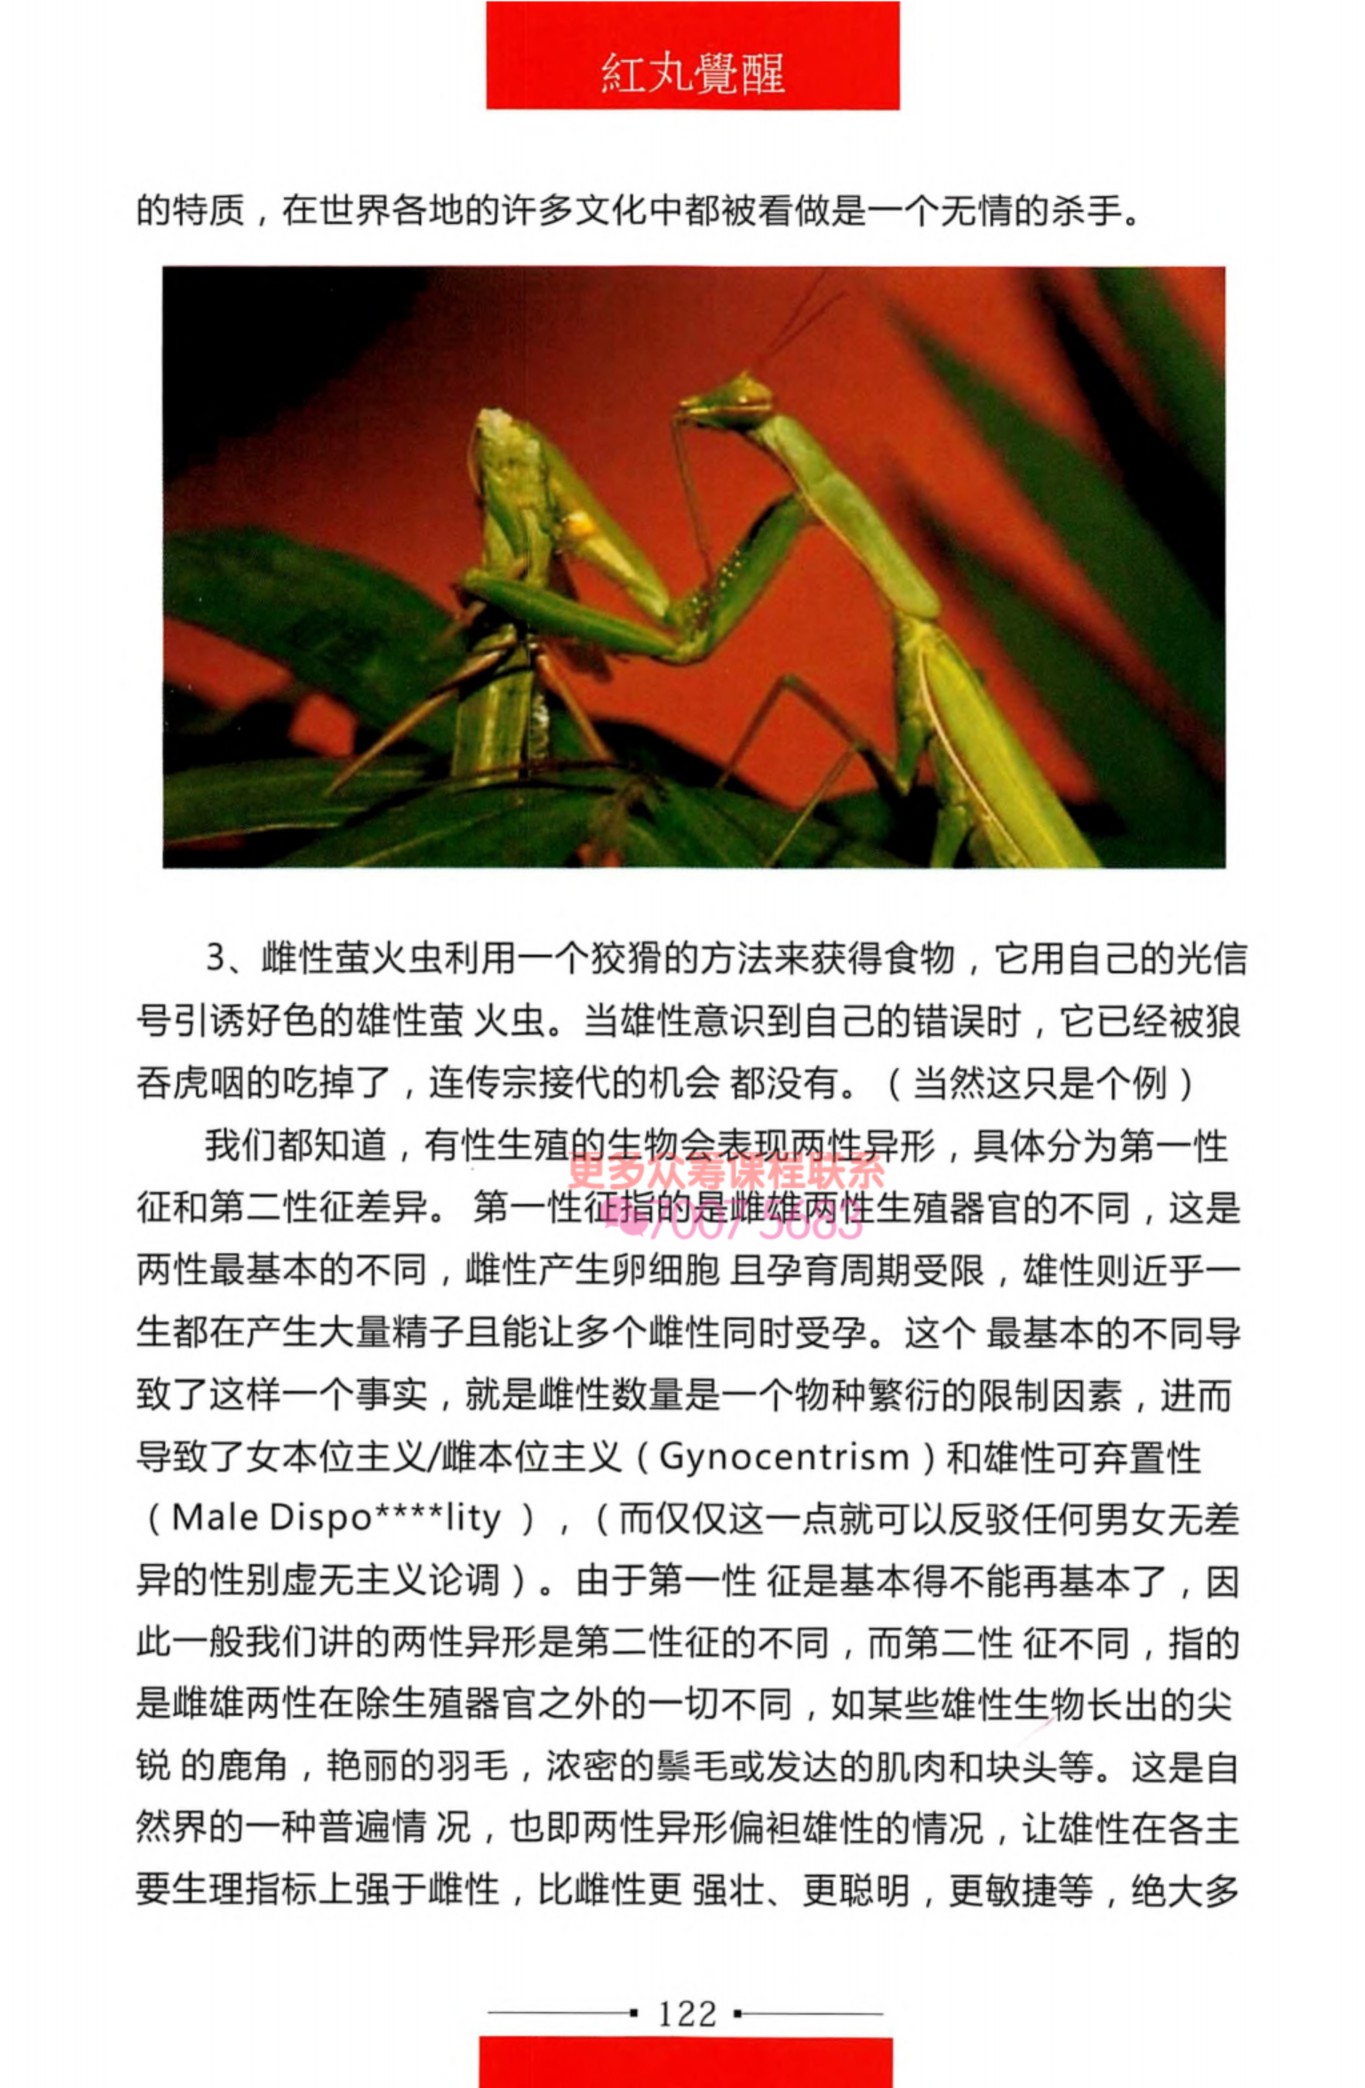 紅丸覺醒
的特质，在世界各地的许多文化中都被看做是一个无情的杀手。
3、雌性萤火虫利用一个狡猾的方法来获得食物，它用自己的光信
号引诱好色的雄性萤 火虫。当雄性意识到自己的错误时，它已经被狼
吞虎咽的吃掉了，连传宗接代的机会 都没有。（当然这只是个例）
我们都知道，有性生殖的生物会表现两性异形，具体分为第一性
更多众筹课程联系
征和第二性征差异。 第一性征指的是雌雄两性生殖器官的不同，这是
7007 5683
两性最基本的不同，雌性产生卵细胞 且孕育周期受限，雄性则近乎一
生都在产生大量精子且能让多个雌性同时受孕。这个 最基本的不同导
致了这样一个事实，就是雌性数量是一个物种繁衍的限制因素，进而
导致了女本位主义/雌本位主义（Gynocentrism）和雄性可弃置性
（Male Dispo****lity ），（而仅仅这一点就可以反驳任何男女无差
异的性别虚无主义论调）。由于第一性 征是基本得不能再基本了，因
此一般我们讲的两性异形是第二性征的不同，而第二性 征不同，指的
是雌雄两性在除生殖器官之外的一切不同，如某些雄性生物长出的尖
锐 的鹿角，艳丽的羽毛，浓密的鬃毛或发达的肌肉和块头等。这是自
然界的一种普遍情 况，也即两性异形偏袒雄性的情况，让雄性在各主
要生理指标上强于雌性，比雌性更 强壮、更聪明，更敏捷等，绝大多
122